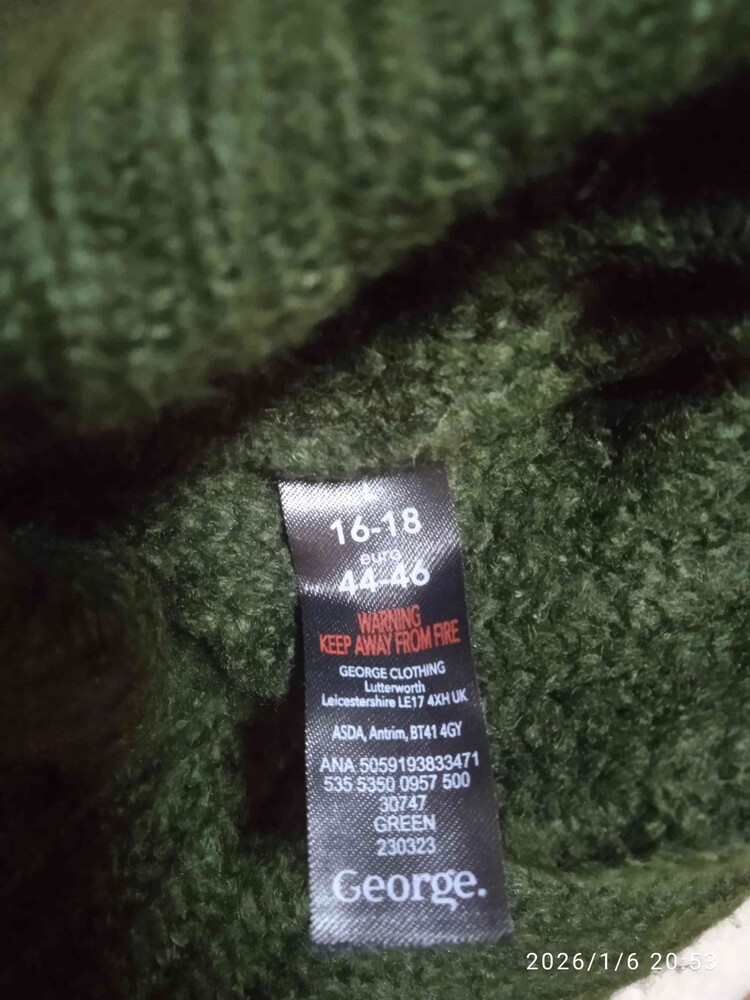 L
16-18
euro
44-46
WARNING
KEEP AWAY FROM FIRE
GEORGE CLOTHING
Lutterworth
Leicestershire LE17 4XH UK
ASDA, Antrim, BT41 4GY
ANA 5059193833471
535 5350 0957 500
30747
GREEN
230323
George.
2026/1/6 20:53